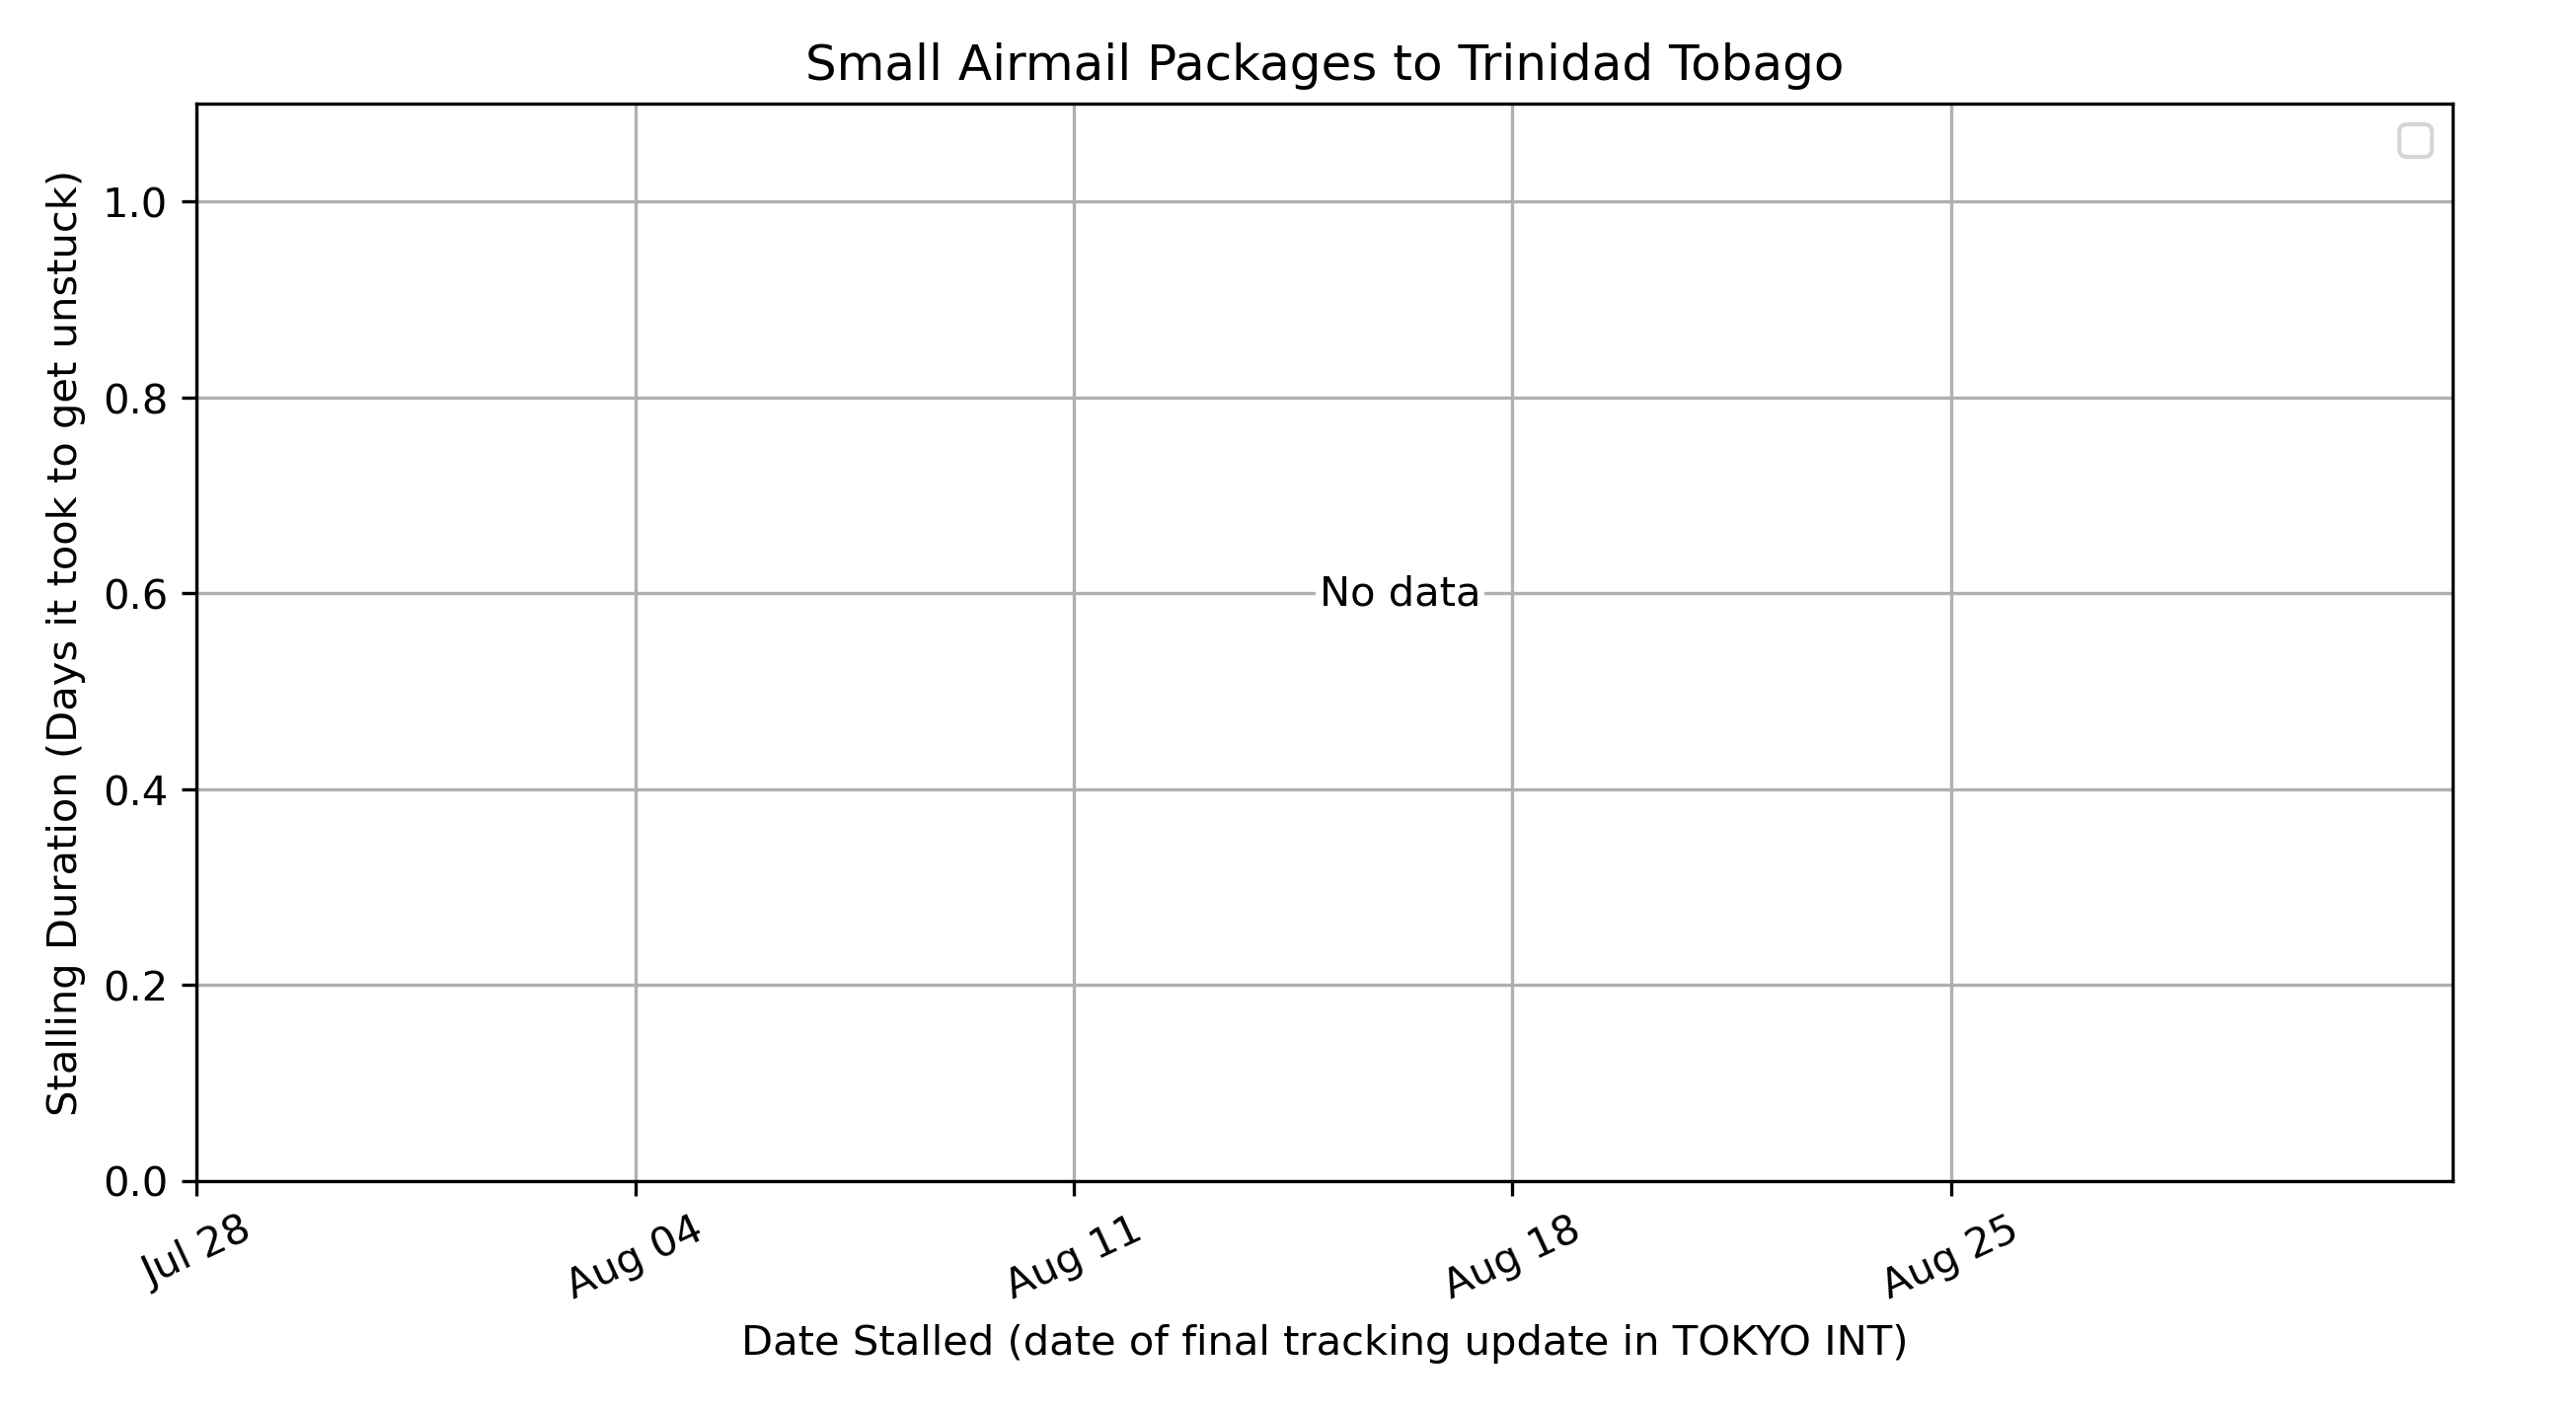 Small Airmail Packages to Trinidad Tobago
Stalling Duration (Days it took to get unstuck)
1.0
0.8
0.6
0.4
0.2
0.0
No data
Jul 28
Aug 04
Aug 11
Aug 18
Aug 25
Date Stalled (date of final tracking update in TOKYO INT)